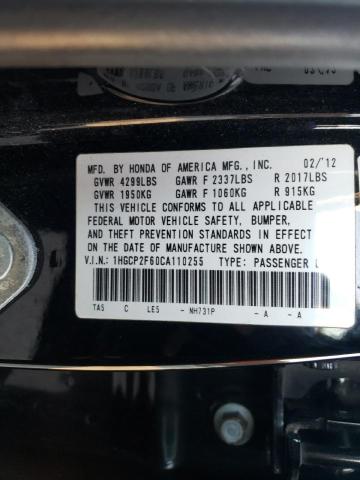 MFD. BY HONDA OF AMERICA MFG., INC. 02/'12
GVWR 4299LBS GAWR F 2337LBS R 2017LBS
GVWR 1950KG GAWR F 1060KG R 915KG
THIS VEHICLE CONFORMS TO ALL APPLICABLE
FEDERAL MOTOR VEHICLE SAFETY, BUMPER,
AND THEFT PREVENTION STANDARDS IN EFFECT
ON THE DATE OF MANUFACTURE SHOWN ABOVE.
V.I.N.: 1HGCP2F60CA110255 TYPE: PASSENGER
TA5 C LE5 - NH731P - A - A